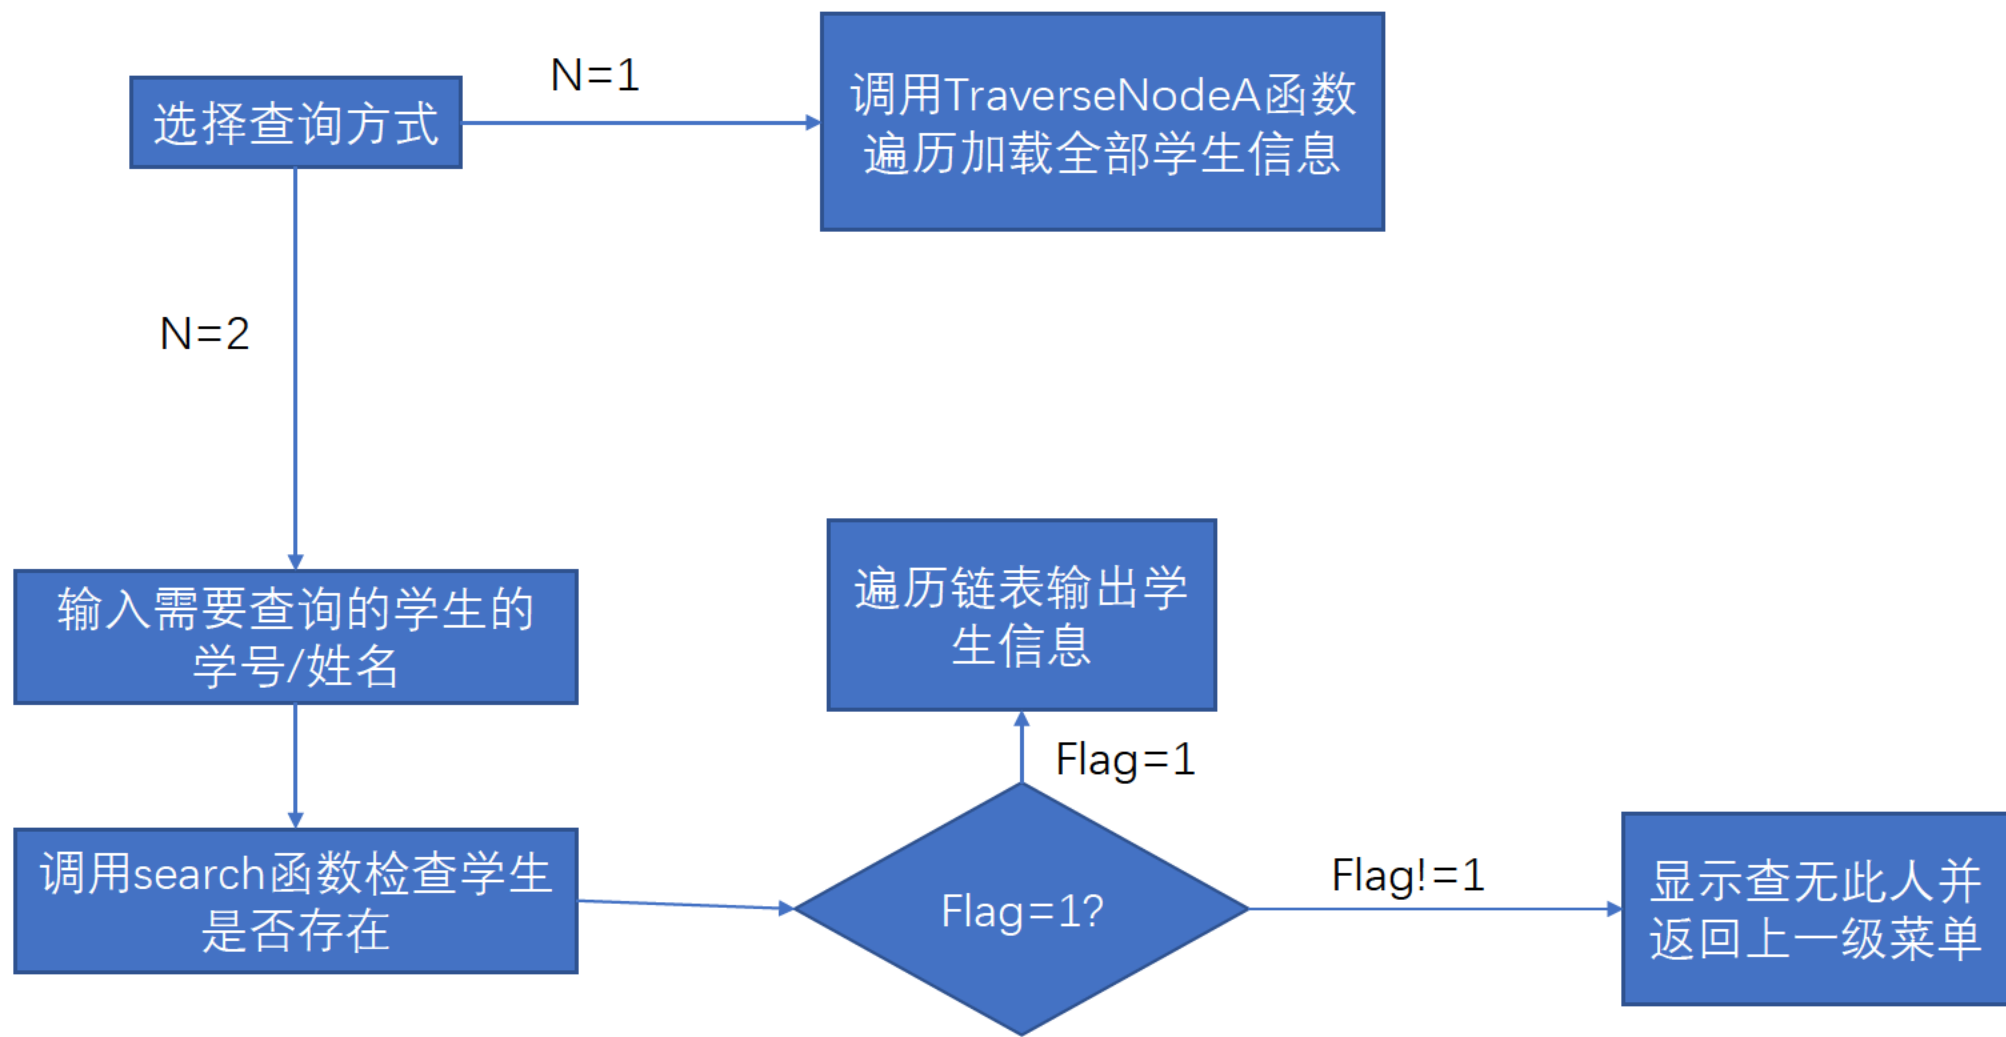 选择查询方式
N=1
调用TraverseNodeA函数
遍历加载全部学生信息
N=2
输入需要查询的学生的
学号/姓名
遍历链表输出学
生信息
Flag=1
调用search函数检查学生
是否存在
Flag=1?
Flag!=1
显示查无此人并
返回上一级菜单